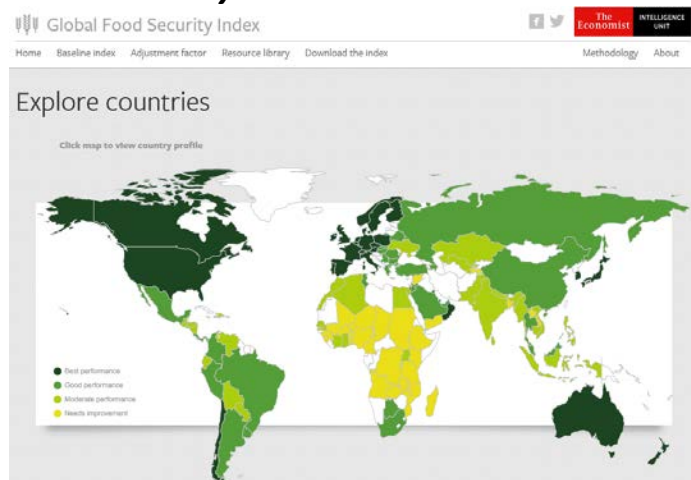 Global Food Security Index
f
The Economist
INTELLIGENCE UNIT
Home Baseline index Adjustment factor Resource library Download the index Methodology About
Explore countries
Click map to view country profile
Best performance
Good performance
Moderate performance
Needs improvement